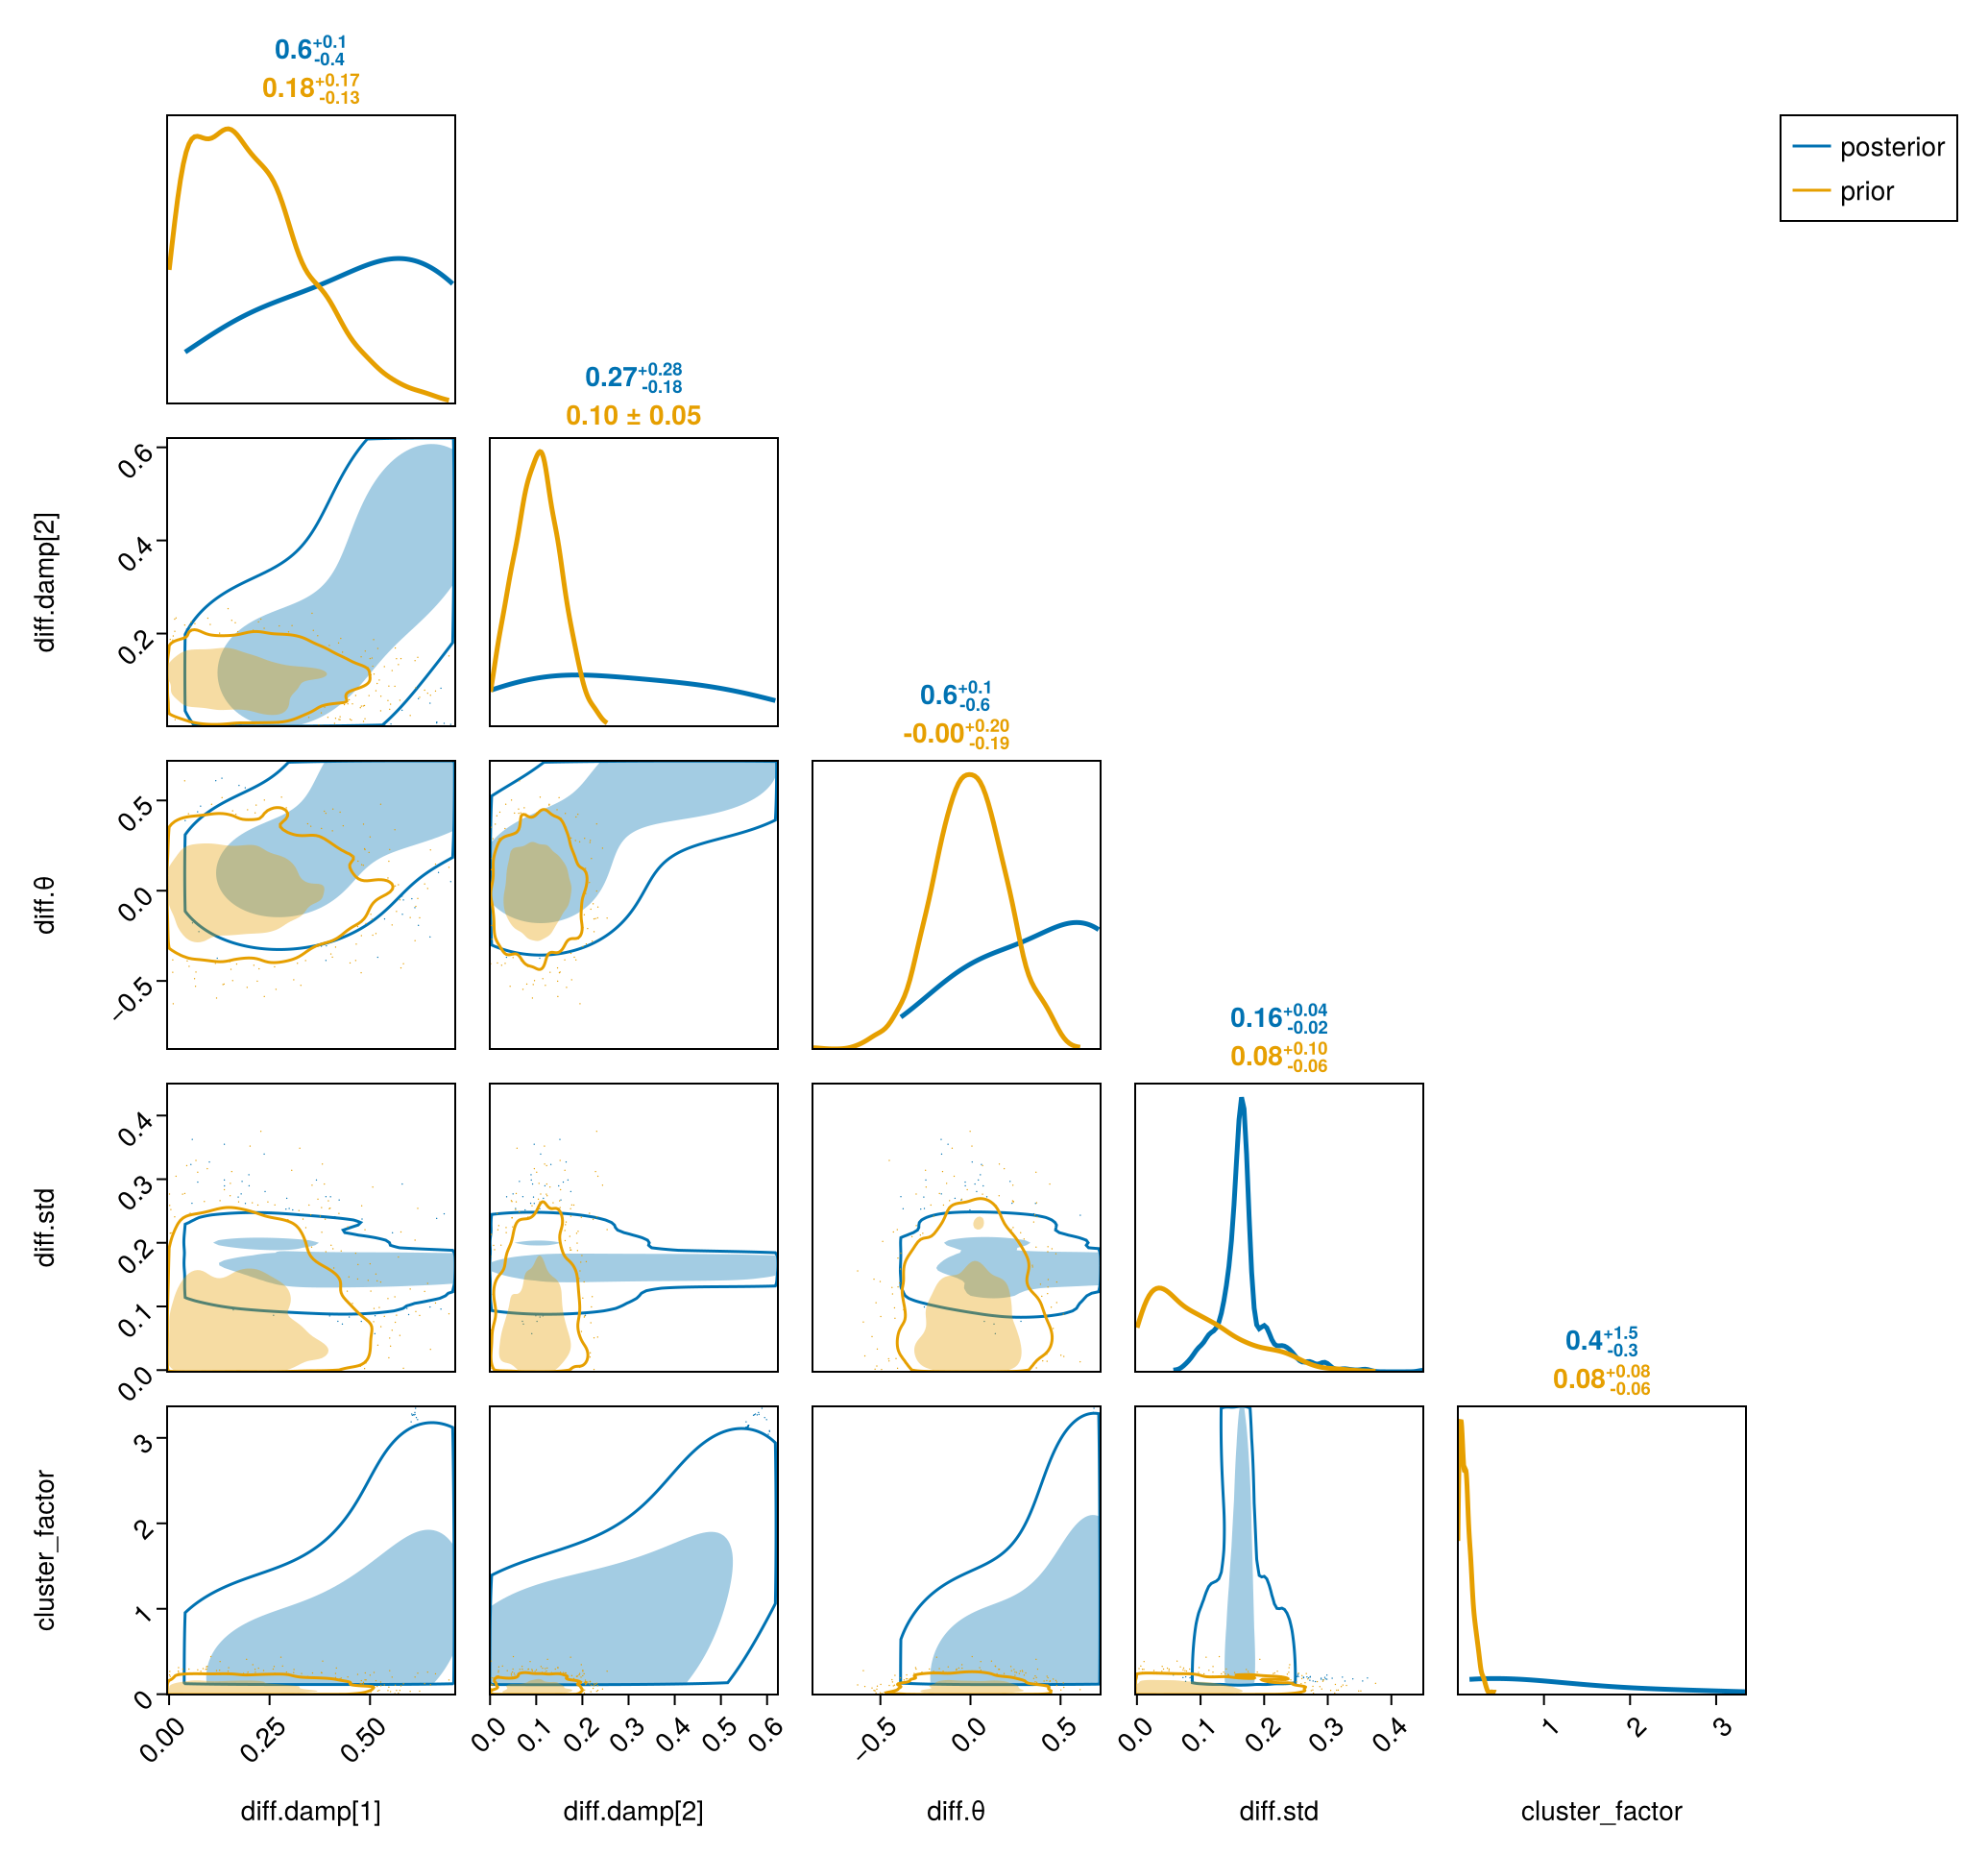 0.6+0.1-0.4
0.18+0.17-0.13
posterior
prior
0.27+0.28-0.18
0.10 ± 0.05
0.6
0.4
0.2
diff.damp[2]
0.6+0.1-0.6
-0.00+0.20-0.19
0.5
0.0
−0.5
diff.θ
0.16+0.04-0.02
0.08+0.10-0.06
0.4
0.3
0.2
0.1
0.0
diff.std
0.4+1.5-0.3
0.08+0.08-0.06
3
2
1
0
cluster_factor
0.00 0.25 0.50
0.0 0.1 0.2 0.3 0.4 0.5 0.6
−0.5 0.0 0.5
0.0 0.1 0.2 0.3 0.4
1 2 3
diff.damp[1]
diff.damp[2]
diff.θ
diff.std
cluster_factor